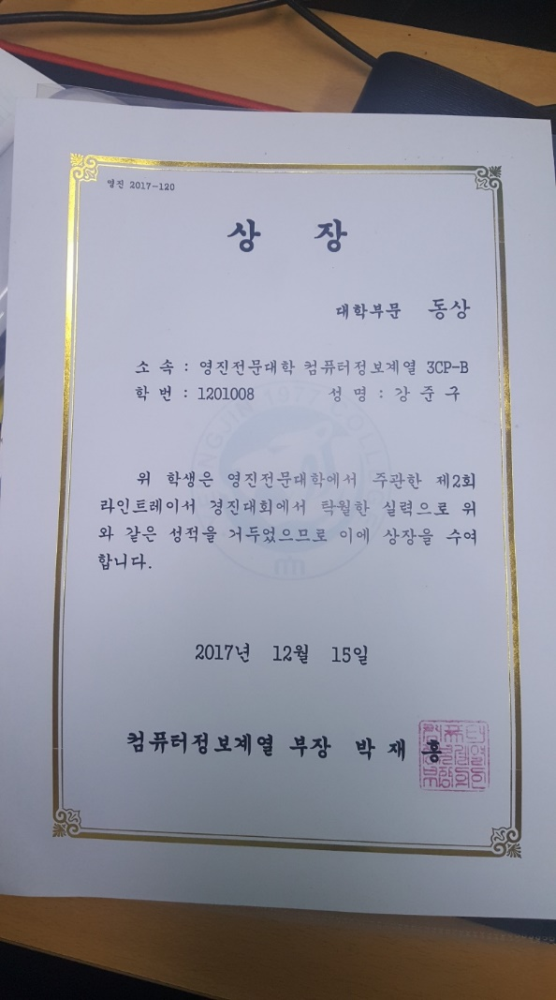 영진 2017-120
상 장
대학부문 동상
소 속 : 영진전문대학 컴퓨터정보계열 3CP-B
학 번 : 1201008 성 명 : 강 준 구
위 학생은 영진전문대학에서 주관한 제2회
라인트레이서 경진대회에서 탁월한 실력으로 위
와 같은 성적을 거두었으므로 이에 상장을 수여
합니다.
2017년 12월 15일
컴퓨터정보계열 부장 박 재 흥